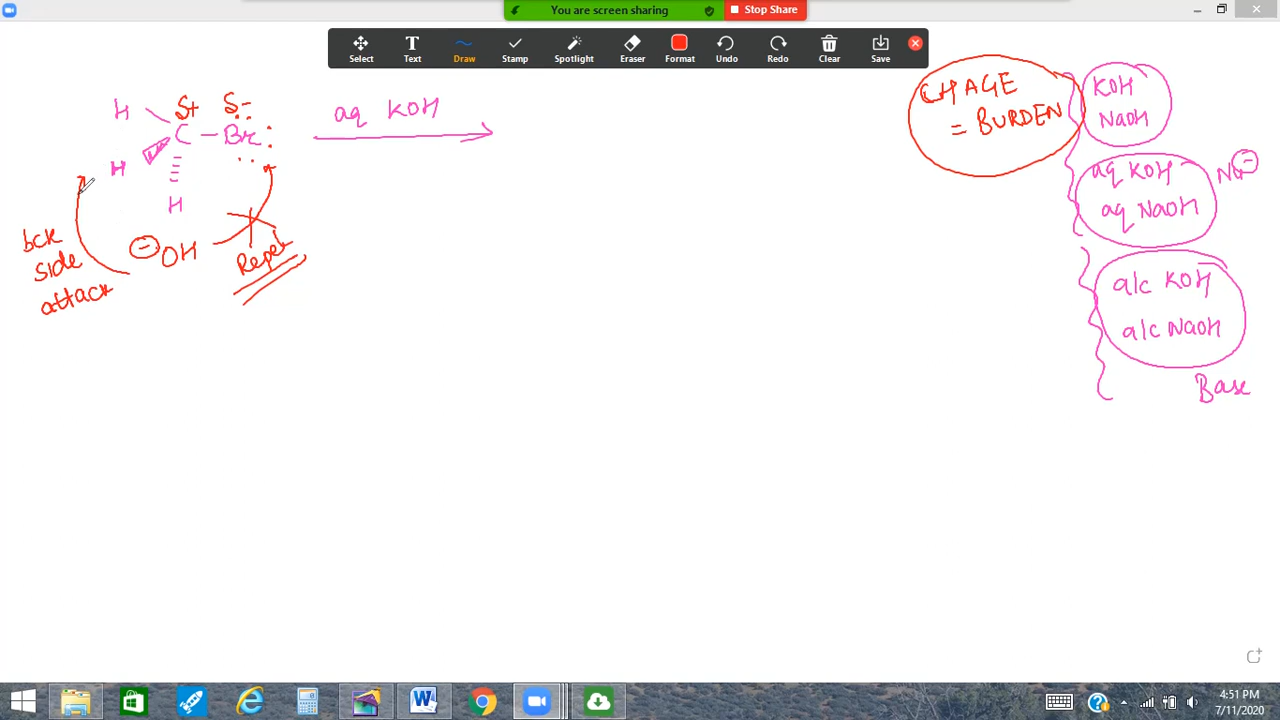 You are screen sharing
Stop Share
Select
Text
Draw
Stamp
Spotlight
Eraser
Format
Undo
Redo
Clear
Save
H
S+ S-
C - Br
H
H
aq KOH
⊖OH
Repel
bck
side
attack
CHAGE
= BURDEN
KOH
NaOH
aq KOH
aq NaOH
Nu⊖
alc KOH
alc NaOH
Base
4:51 PM
7/11/2020